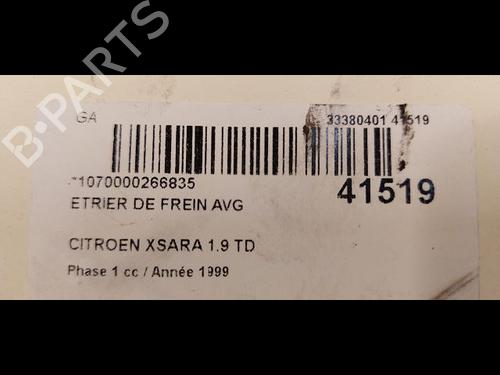 GA
33380401 41519
*1070000266835
41519
ETRIER DE FREIN AVG
CITROEN XSARA 1.9 TD
Phase 1 cc / Année 1999
B-PARTS